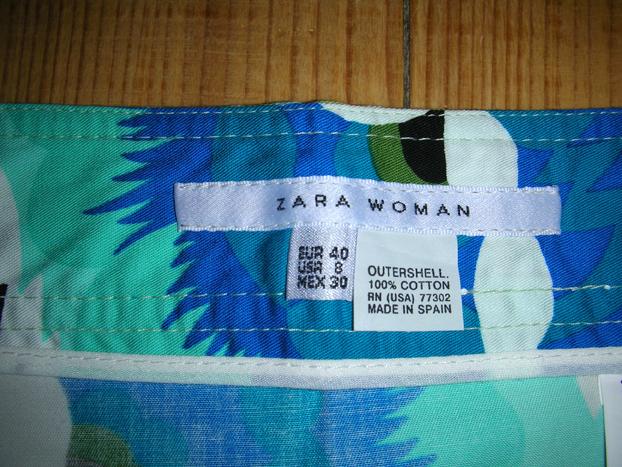 ZARA WOMAN
EUR 40
USA 8
MEX 30
OUTERSHELL.
100% COTTON
RN (USA) 77302
MADE IN SPAIN